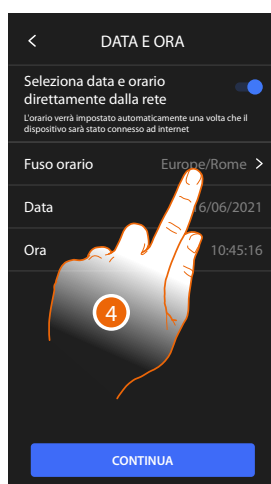 DATA E ORA
Seleziona data e orario
direttamente dalla rete
L'orario verrà impostato automaticamente una volta che il
dispositivo sarà stato connesso ad internet
Fuso orario Europe/Rome
Data 6/06/2021
Ora 10:45:16
4
CONTINUA